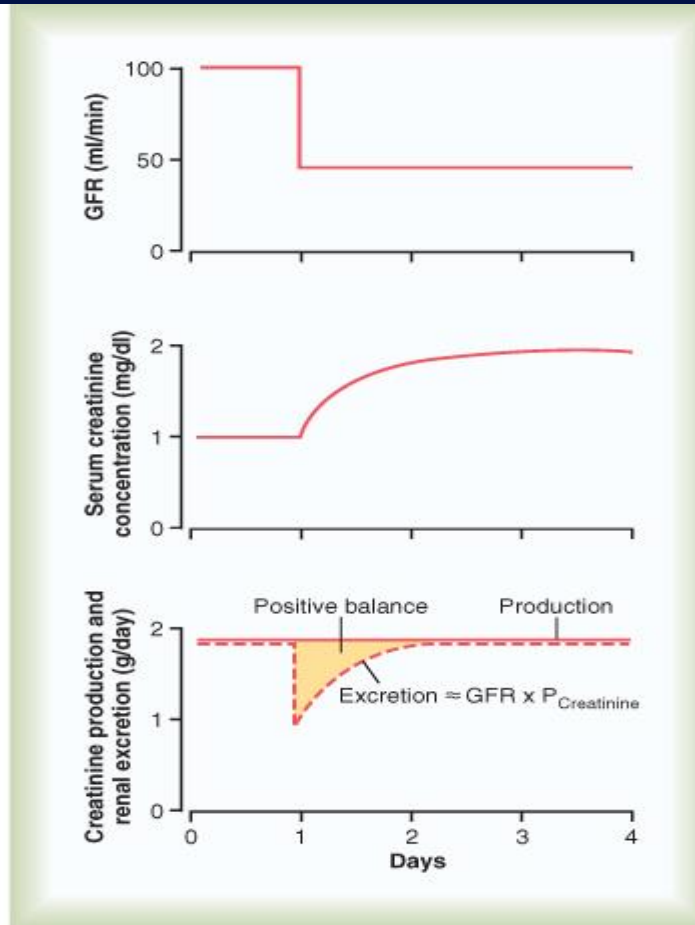 100
50
0
GFR (ml/min)
2
1
0
Serum creatinine
concentration (mg/dl)
Positive balance
Production
Excretion ≈ GFR x PCreatinine
2
1
0
Creatinine production and
renal excretion (g/day)
0 1 2 3 4
Days